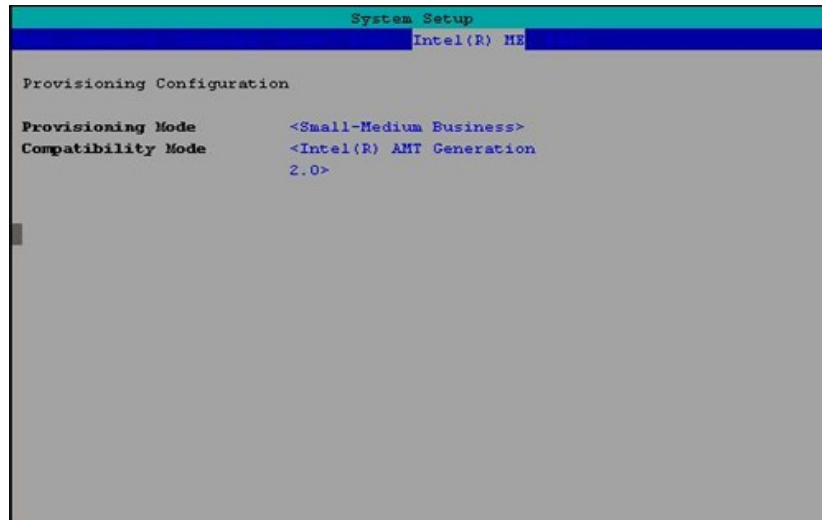 System Setup
Intel(R) ME
Provisioning Configuration
Provisioning Mode <Small-Medium Business>
Compatibility Mode <Intel(R) AMT Generation
2.0>